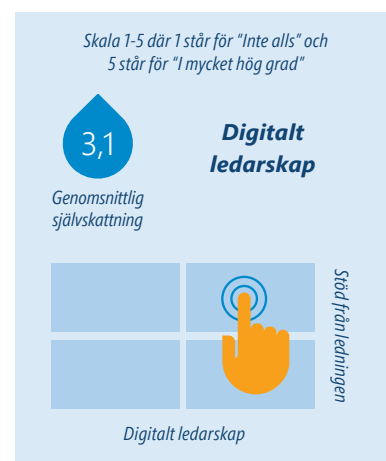 Skala 1-5 där 1 står för "Inte alls" och
5 står för "I mycket hög grad"
3,1
Digitalt
ledarskap
Genomsnittlig
självskattning
Stöd från ledningen
Digitalt ledarskap